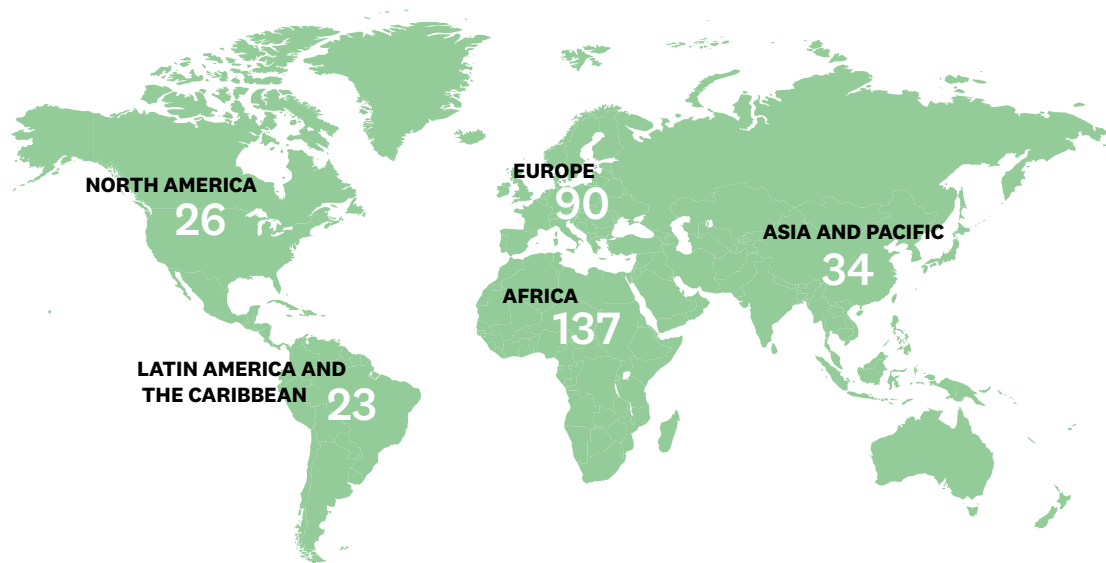 NORTH AMERICA
26
EUROPE
90
ASIA AND PACIFIC
34
AFRICA
137
LATIN AMERICA AND
THE CARIBBEAN
23